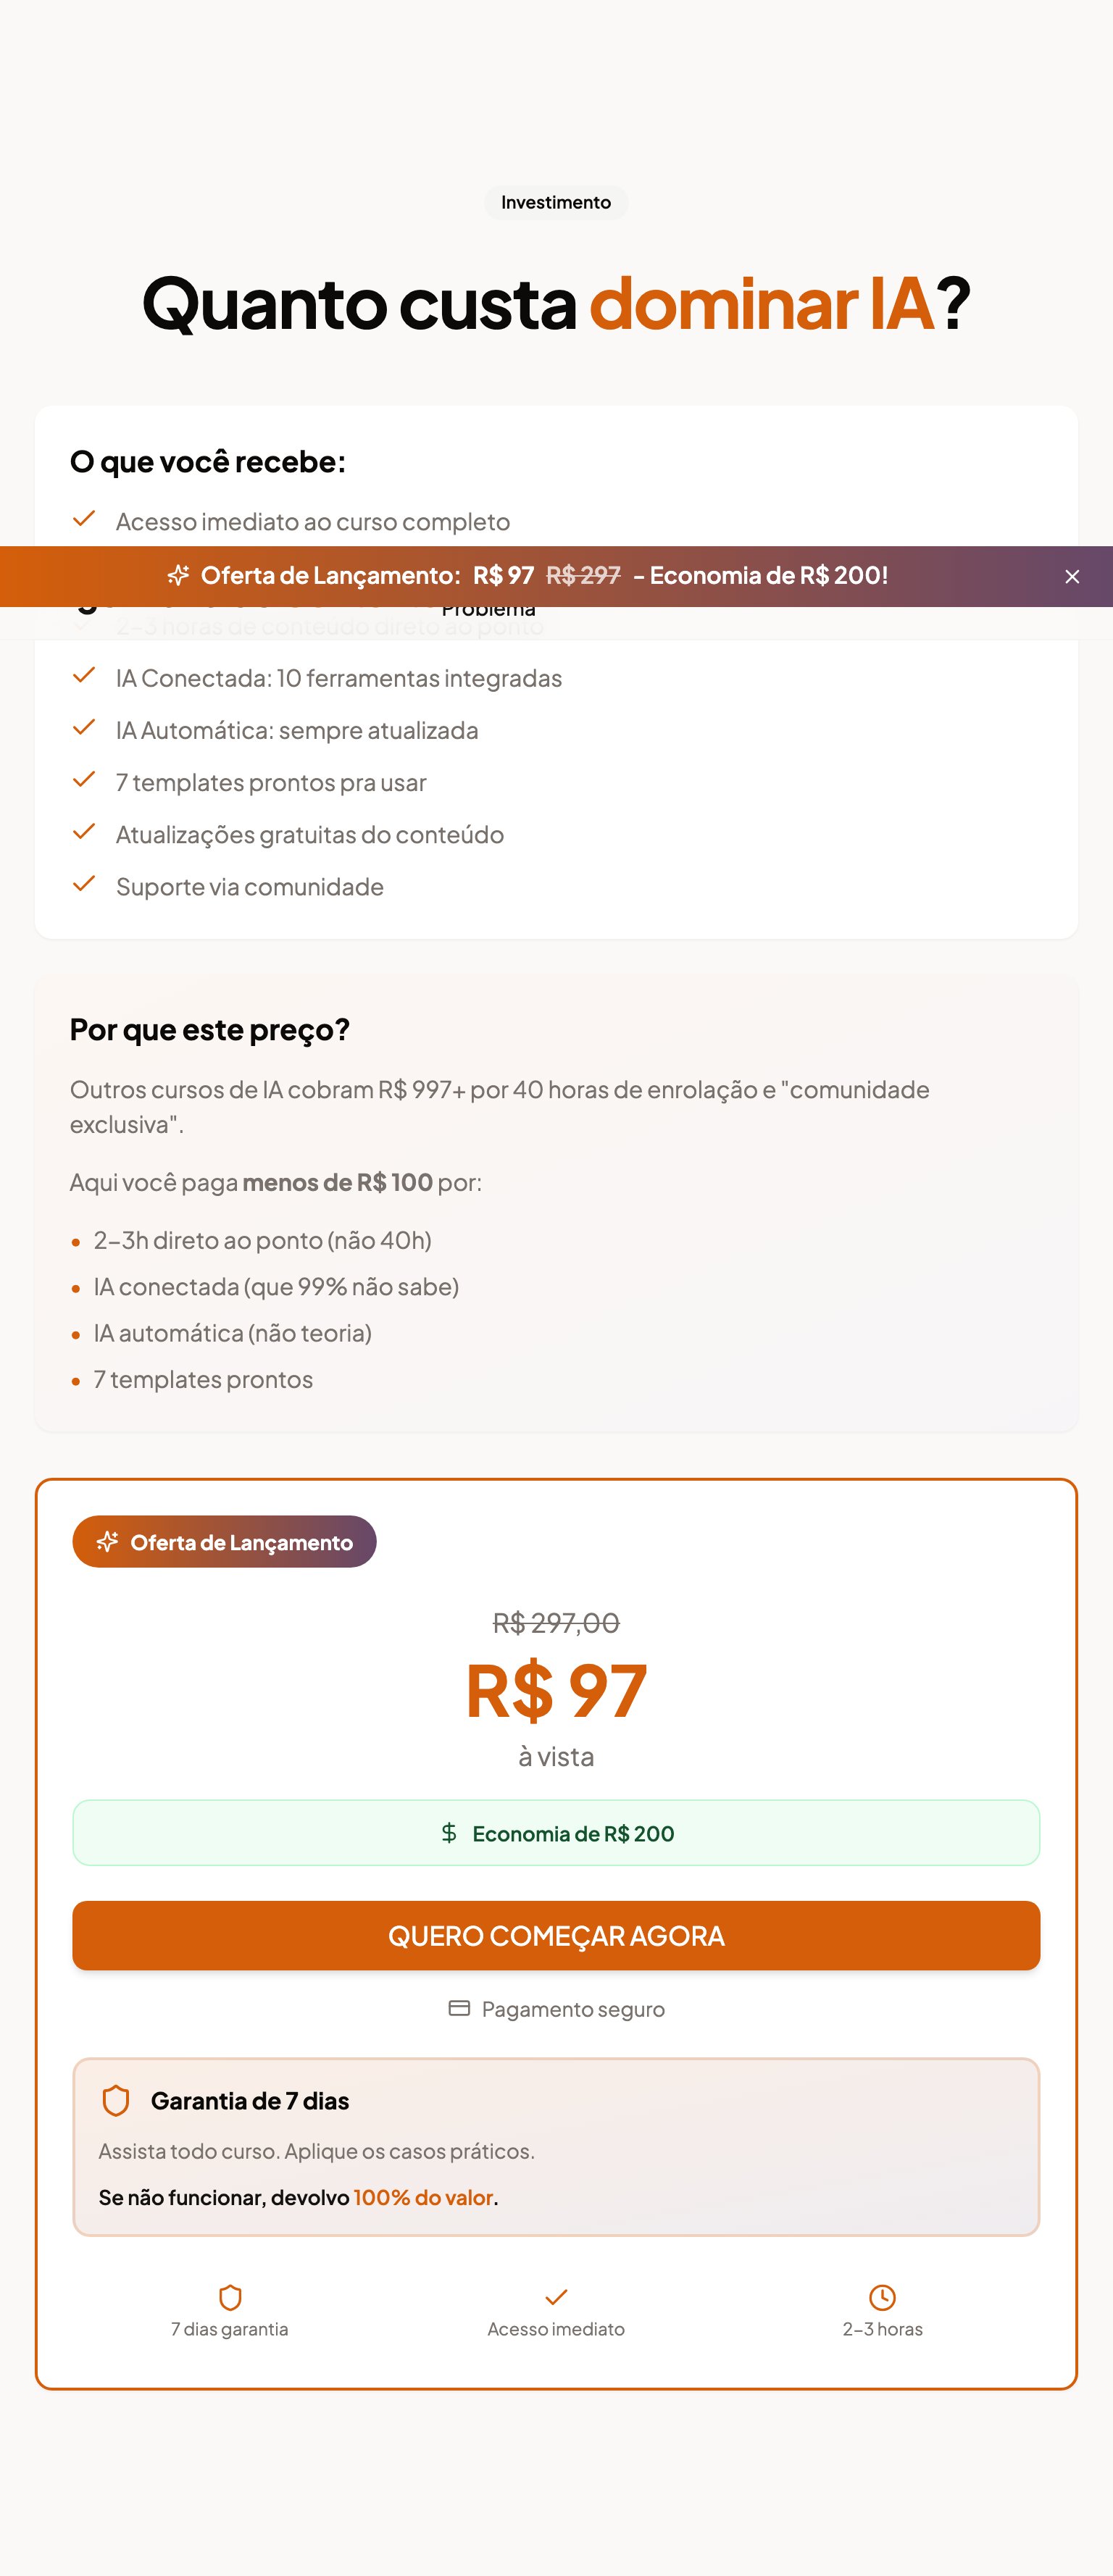 Investimento
Quanto custa dominar IA?
O que você recebe:
Acesso imediato ao curso completo
Oferta de Lançamento: R$ 97 R$ 297 - Economia de R$ 200!
Problema
2-3 horas de conteúdo direto ao ponto
IA Conectada: 10 ferramentas integradas
IA Automática: sempre atualizada
7 templates prontos pra usar
Atualizações gratuitas do conteúdo
Suporte via comunidade
Por que este preço?
Outros cursos de IA cobram R$ 997+ por 40 horas de enrolação e "comunidade
exclusiva".
Aqui você paga menos de R$ 100 por:
• 2-3h direto ao ponto (não 40h)
• IA conectada (que 99% não sabe)
• IA automática (não teoria)
• 7 templates prontos
Oferta de Lançamento
R$ 297,00
R$ 97
à vista
Economia de R$ 200
QUERO COMEÇAR AGORA
Pagamento seguro
Garantia de 7 dias
Assista todo curso. Aplique os casos práticos.
Se não funcionar, devolvo 100% do valor.
7 dias garantia
Acesso imediato
2-3 horas